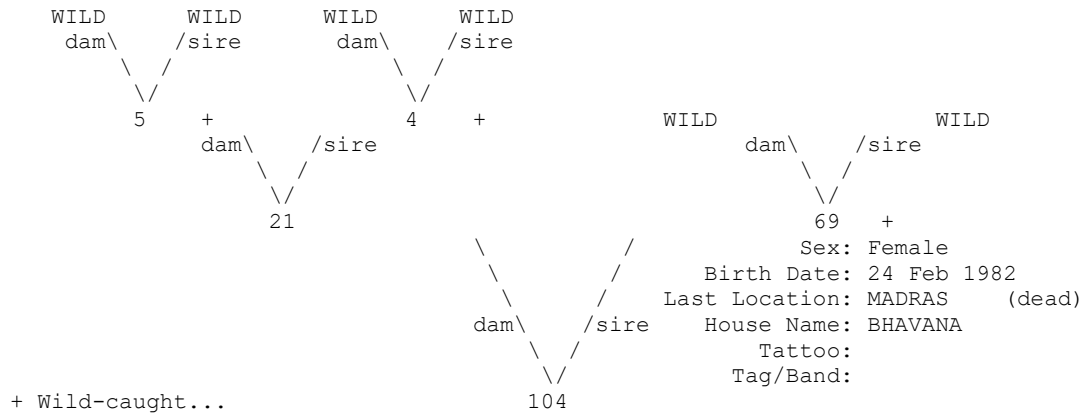 WILD WILD WILD WILD
dam\ /sire dam\ /sire
\ / \ /
\/ \/
5 + 4 + WILD WILD
dam\ /sire dam\ /sire
\ / \ /
\/ \/
21 69 +
\ / Sex: Female
\ / Birth Date: 24 Feb 1982
\ / Last Location: MADRAS (dead)
dam\ /sire House Name: BHAVANA
\ / Tattoo:
\/ Tag/Band:
+ Wild-caught... 104